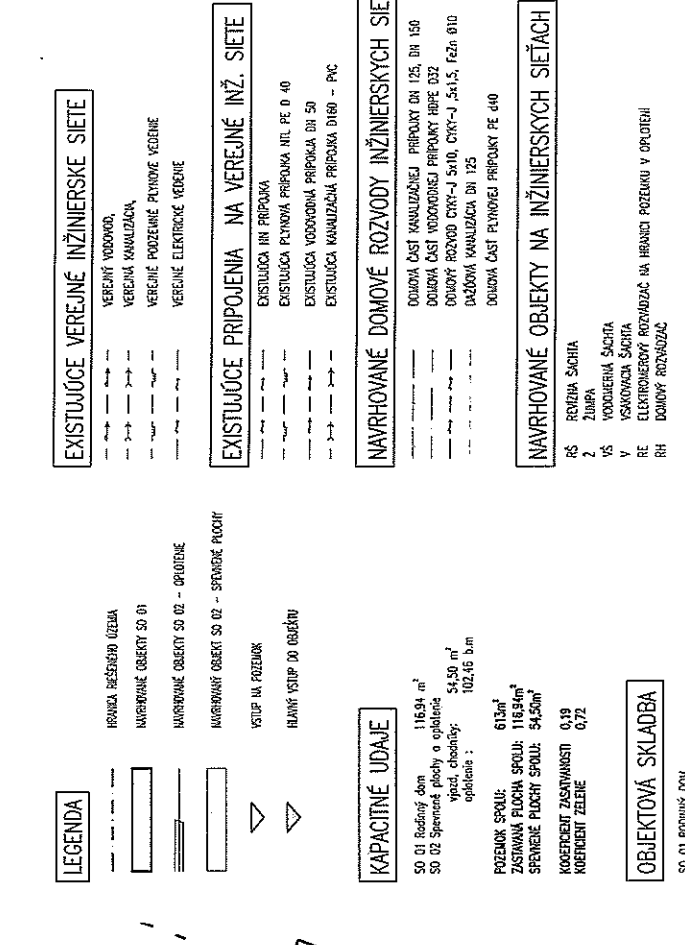 LEGENDA
HRANICA RIEŠENÉHO ÚZEMIA
NAVRHOVANÉ OBJEKTY SO 01
NAVRHOVANÉ OBJEKTY SO 02 - OPLOTENIE
NAVRHOVANÝ OBJEKT SO 02 - SPEVNENÉ PLOCHY
VSTUP NA POZEMOK
HLAVNÝ VSTUP DO OBJEKTU
KAPACITNÉ UDAJE
SO 01 Rodinný dom 116,94 m²
SO 02 Spevnené plochy a oplotenie
vjazd, chodníky: 54,50 m²
oplotenie : 102,46 b.m
POZEMOK SPOLU: 613m²
ZASTAVANÁ PLOCHA SPOLU: 116,94m²
SPEVNENÉ PLOCHY SPOLU: 54,50m²
KOOEFICIENT ZASATVANOSTI 0,19
KOEFICIENT ZELENE 0,72
OBJEKTOVÁ SKLADBA
SO 01 RODINNÝ DOM
EXISTUJÚCE VEREJNÉ INŽINIERSKE SIETE
VEREJNÝ VODOVOD,
VEREJNÁ KANALIZÁCIA,
VEREJNÉ PODZEMNÉ PLYNOVÉ VEDENIE
VEREJNÉ ELEKTRICKÉ VEDENIE
EXISTUJÚCE PRIPOJENIA NA VEREJNÉ INŽ. SIETE
EXISTUJÚCA NN PRÍPOJKA
EXISTUJÚCA PLYNOVÁ PRÍPOJKA NTL PE D 40
EXISTUJÚCA VODOVODNÁ PRÍPOKJA DN 50
EXISTUJÚCA KANALIZAČNÁ PRÍPOJKA D160 - PVC
NAVRHOVANÉ DOMOVÉ ROZVODY INŽINIERSKYCH SIE
DOMOVÁ ČASŤ KANALIZAČNEJ PRÍPOJKY DN 125, DN 150
DOMOVÁ ČASŤ VODOVODNEJ PRÍPOJKY HDPE D32
DOMOVÝ ROZVOD CYKY-J 5x10, CYKY-J ,5x1,5, FeZn Ø10
DAŽĎOVÁ KANALIZÁCIA DN 125
DOMOVÁ ČASŤ PLYNOVEJ PRÍPOJKY PE d40
NAVRHOVANÉ OBJEKTY NA INŽINIERSKYCH SIEŤACH
RŠ REVÍZNA ŠACHTA
Ž ŽUMPA
VŠ VODOMERNÁ ŠACHTA
V VSAKOVACIA ŠACHTA
RE ELEKTROMEROVÝ ROZVÁDZAČ NA HRANICI POZEMKU V OPLOTENÍ
RH DOMOVÝ ROZVÁDZAČ